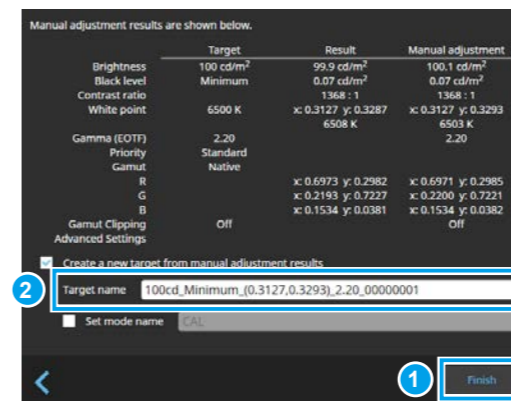 Manual adjustment results are shown below.
Target Result Manual adjustment
Brightness 100 cd/m² 99.9 cd/m² 100.1 cd/m²
Black level Minimum 0.07 cd/m² 0.07 cd/m²
Contrast ratio 1368 : 1 1368 : 1
White point 6500 K x: 0.3127 y: 0.3287 x: 0.3127 y: 0.3293
6508 K 6503 K
Gamma (EOTF) 2.20 2.20
Priority Standard
Gamut Native
R x: 0.6973 y: 0.2982 x: 0.6971 y: 0.2985
G x: 0.2193 y: 0.7227 x: 0.2200 y: 0.7221
B x: 0.1534 y: 0.0381 x: 0.1534 y: 0.0382
Gamut Clipping Off Off
Advanced Settings
Create a new target from manual adjustment results
2 Target name 100cd_Minimum_(0.3127,0.3293)_2.20_00000001
Set mode name CAL
1 Finish